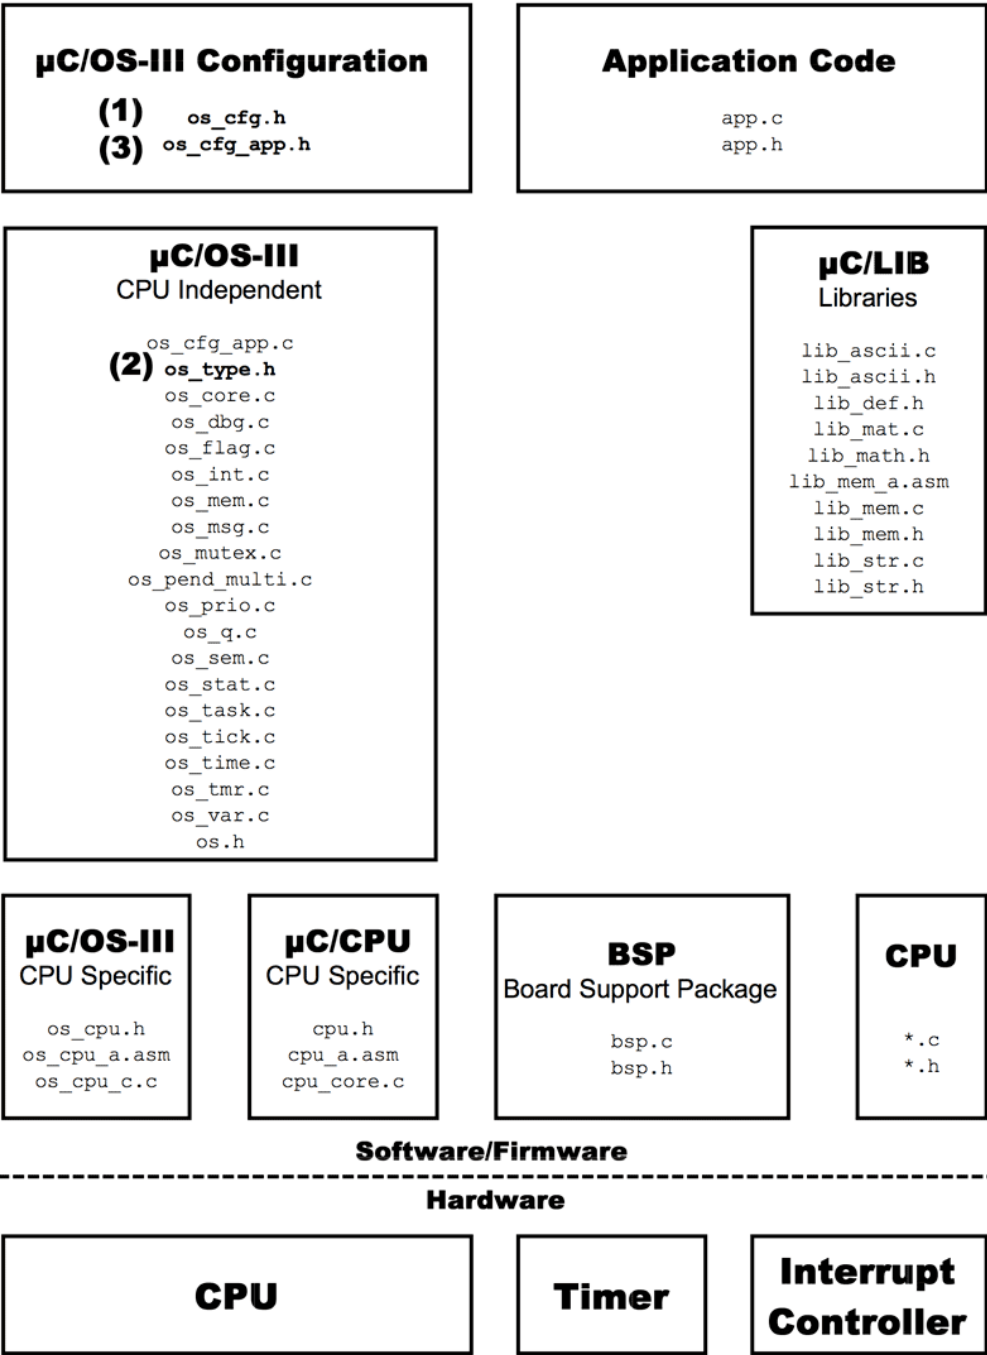 µC/OS-III Configuration
(1) os_cfg.h
(3) os_cfg_app.h
Application Code
app.c
app.h
µC/OS-III
CPU Independent
os_cfg_app.c
(2) os_type.h
os_core.c
os_dbg.c
os_flag.c
os_int.c
os_mem.c
os_msg.c
os_mutex.c
os_pend_multi.c
os_prio.c
os_q.c
os_sem.c
os_stat.c
os_task.c
os_tick.c
os_time.c
os_tmr.c
os_var.c
os.h
µC/LIB
Libraries
lib_ascii.c
lib_ascii.h
lib_def.h
lib_mat.c
lib_math.h
lib_mem_a.asm
lib_mem.c
lib_mem.h
lib_str.c
lib_str.h
µC/OS-III
CPU Specific
os_cpu.h
os_cpu_a.asm
os_cpu_c.c
µC/CPU
CPU Specific
cpu.h
cpu_a.asm
cpu_core.c
BSP
Board Support Package
bsp.c
bsp.h
CPU
*.c
*.h
Software/Firmware
Hardware
CPU
Timer
Interrupt
Controller